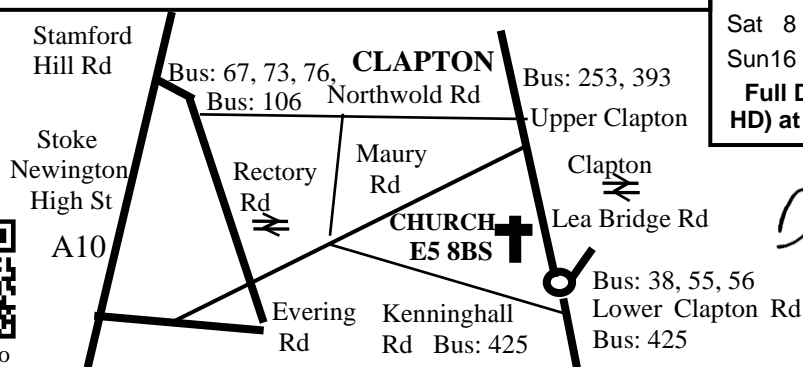 Stamford
Hill Rd
Bus: 67, 73, 76,
Bus: 106
CLAPTON
Northwold Rd
Bus: 253, 393
Upper Clapton
Sat 8
Sun16
Full D
HD) at
Stoke
Newington
High St
A10
Rectory
Rd
Maury
Rd
Clapton
Lea Bridge Rd
CHURCH
E5 8BS
Evering
Rd
Kenninghall
Rd Bus: 425
Bus: 38, 55, 56
Lower Clapton Rd
Bus: 425
o